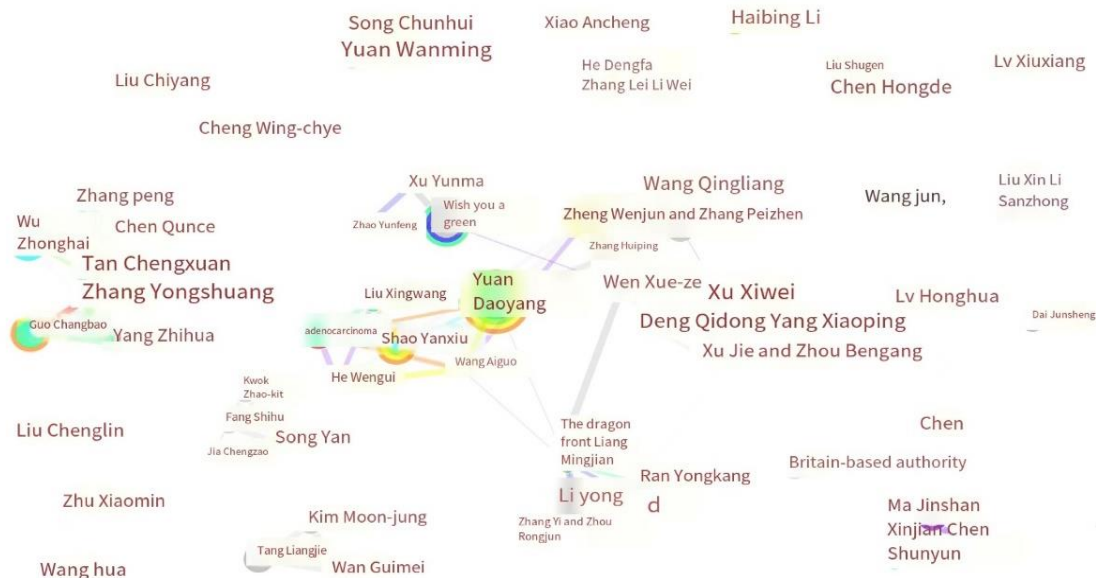 Song Chunhui
Yuan Wanming
Xiao Ancheng
Haibing Li
He Dengfa
Zhang Lei Li Wei
Liu Shugen
Chen Hongde
Lv Xiuxiang
Liu Chiyang
Cheng Wing-chye
Xu Yunma
Wish you a
green
Zhao Yunfeng
Wang Qingliang
Zheng Wenjun and Zhang Peizhen
Zhang Huiping
Wang jun,
Liu Xin Li
Sanzhong
Zhang peng
Wu
Zhonghai
Chen Qunce
Tan Chengxuan
Zhang Yongshuang
Guo Changbao
Yang Zhihua
Yuan
Daoyang
Liu Xingwang
adenocarcinoma
Shao Yanxiu
Wang Aiguo
He Wengui
Wen Xue-ze
Xu Xiwei
Deng Qidong Yang Xiaoping
Xu Jie and Zhou Bengang
Lv Honghua
Dai Junsheng
Kwok
Zhao-kit
Fang Shihu
Jia Chengzao
Song Yan
Liu Chenglin
The dragon
front Liang
Mingjian
Ran Yongkang
Li yong
d
Zhang Yi and Zhou
Rongjun
Chen
Britain-based authority
Ma Jinshan
Xinjian Chen
Shunyun
Zhu Xiaomin
Kim Moon-jung
Tang Liangjie
Wan Guimei
Wang hua